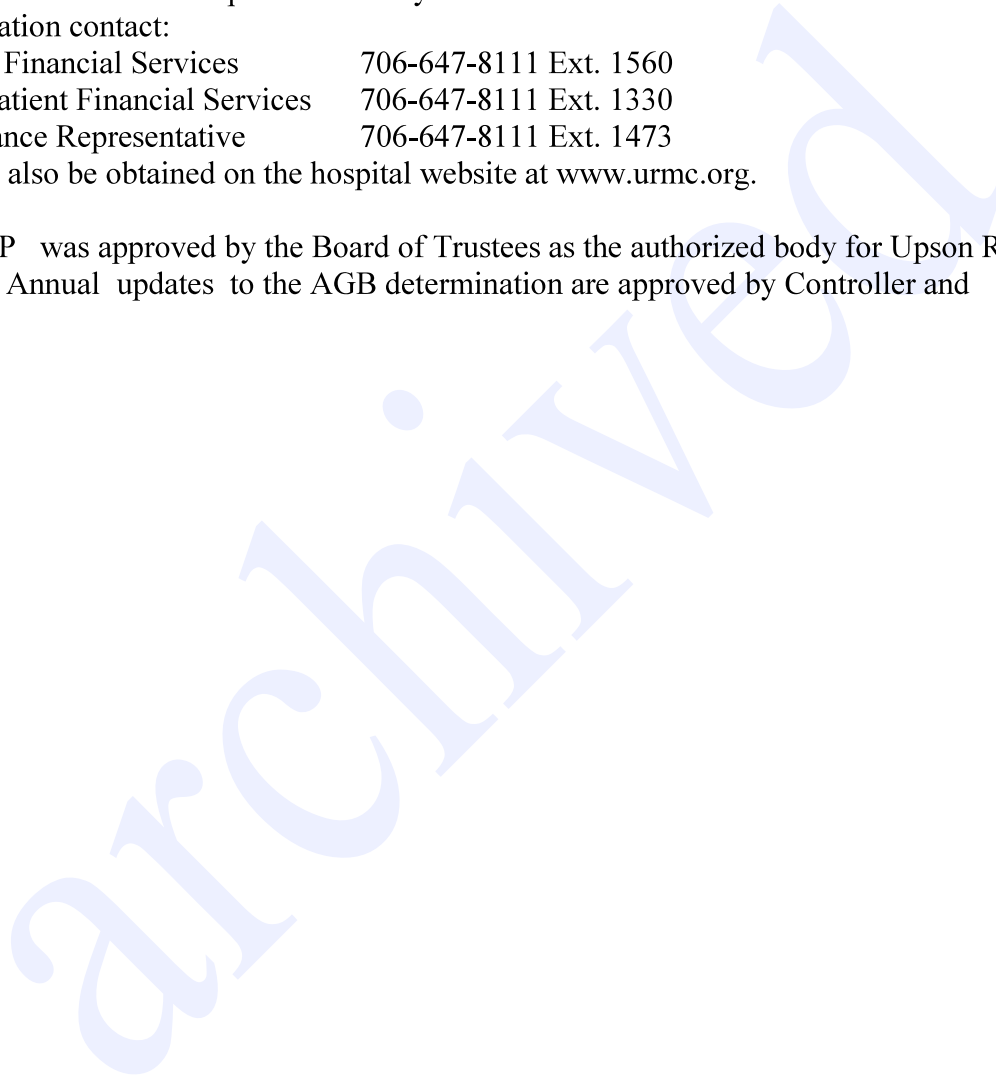 ation contact:
Financial Services 706-647-8111 Ext. 1560
atient Financial Services 706-647-8111 Ext. 1330
ance Representative 706-647-8111 Ext. 1473
also be obtained on the hospital website at www.urmc.org.
P was approved by the Board of Trustees as the authorized body for Upson R
Annual updates to the AGB determination are approved by Controller and
archived